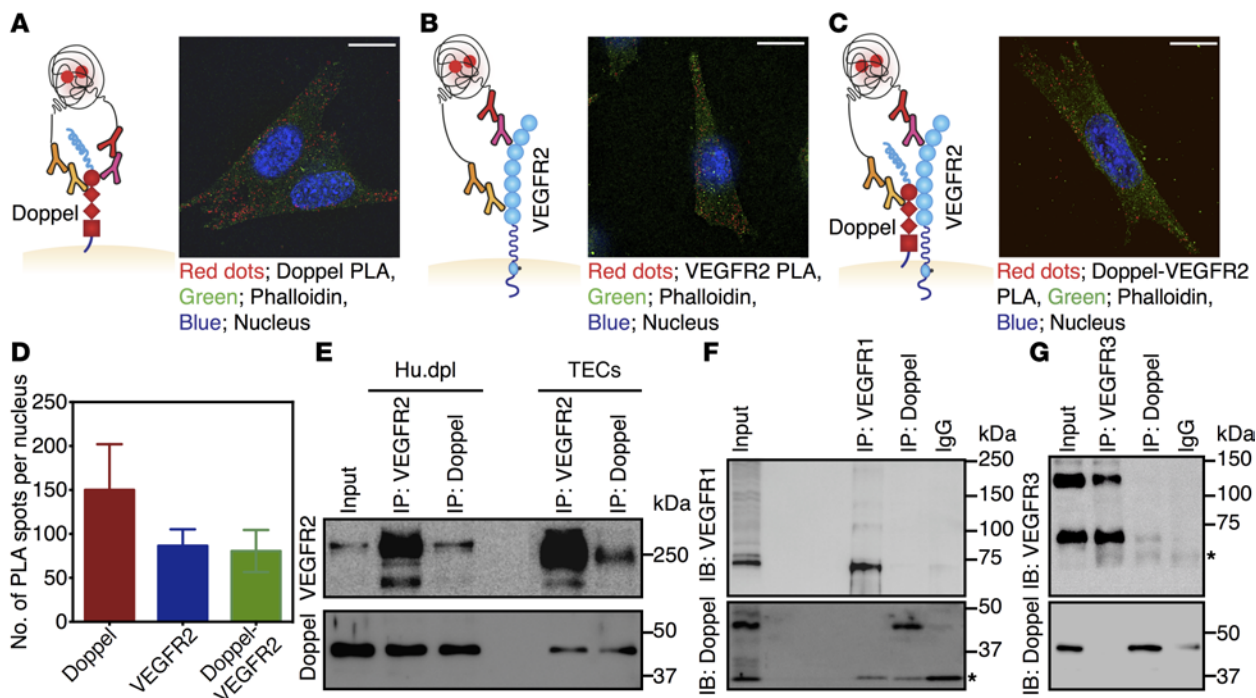 A
Doppel
Red dots; Doppel PLA,
Green; Phalloidin,
Blue; Nucleus
B
VEGFR2
Red dots; VEGFR2 PLA,
Green; Phalloidin,
Blue; Nucleus
C
Doppel
VEGFR2
Red dots; Doppel-VEGFR2
PLA, Green; Phalloidin,
Blue; Nucleus
D
No. of PLA spots per nucleus
250
200
150
100
50
0
Doppel
VEGFR2
Doppel-
VEGFR2
E
Hu.dpl
TECs
Input
IP: VEGFR2
IP: Doppel
IP: VEGFR2
IP: Doppel
kDa
VEGFR2
250
Doppel
50
37
F
Input
IP: VEGFR1
IP: Doppel
IgG
kDa
IB: VEGFR1
250
150
100
75
IB: Doppel
50
37
*
G
Input
IP: VEGFR3
IP: Doppel
IgG
kDa
IB: VEGFR3
150
100
75
*
IB: Doppel
50
37